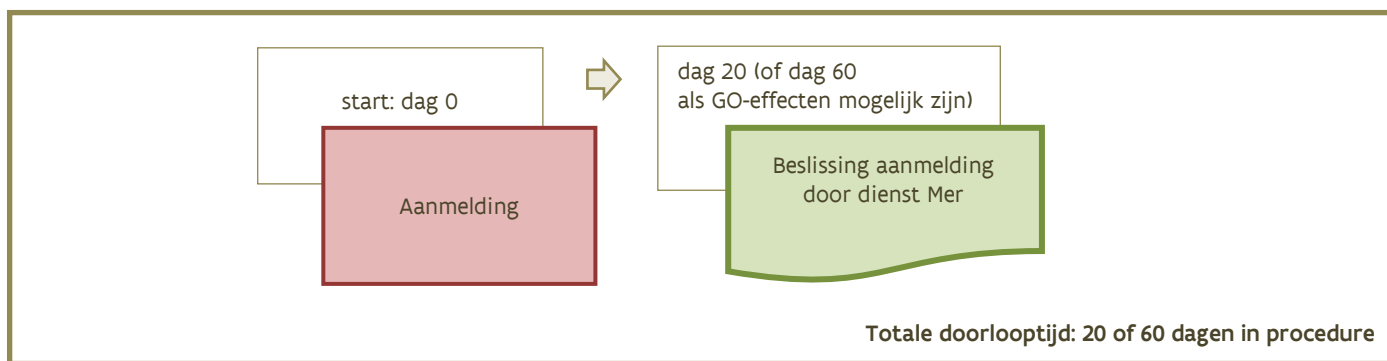 start: dag 0
Aanmelding
dag 20 (of dag 60
als GO-effecten mogelijk zijn)
Beslissing aanmelding
door dienst Mer
Totale doorlooptijd: 20 of 60 dagen in procedure